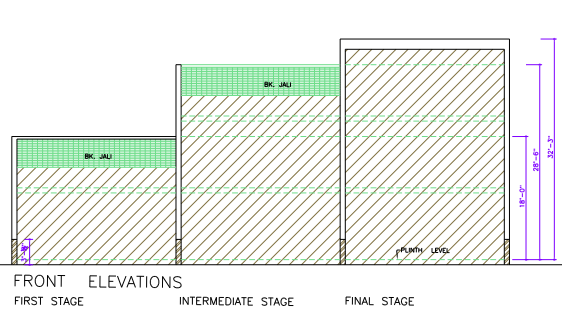 BK. JALI
BK. JALI
PLINTH LEVEL
18'-0"
28'-6"
32'-3"
FRONT ELEVATIONS
FIRST STAGE INTERMEDIATE STAGE FINAL STAGE